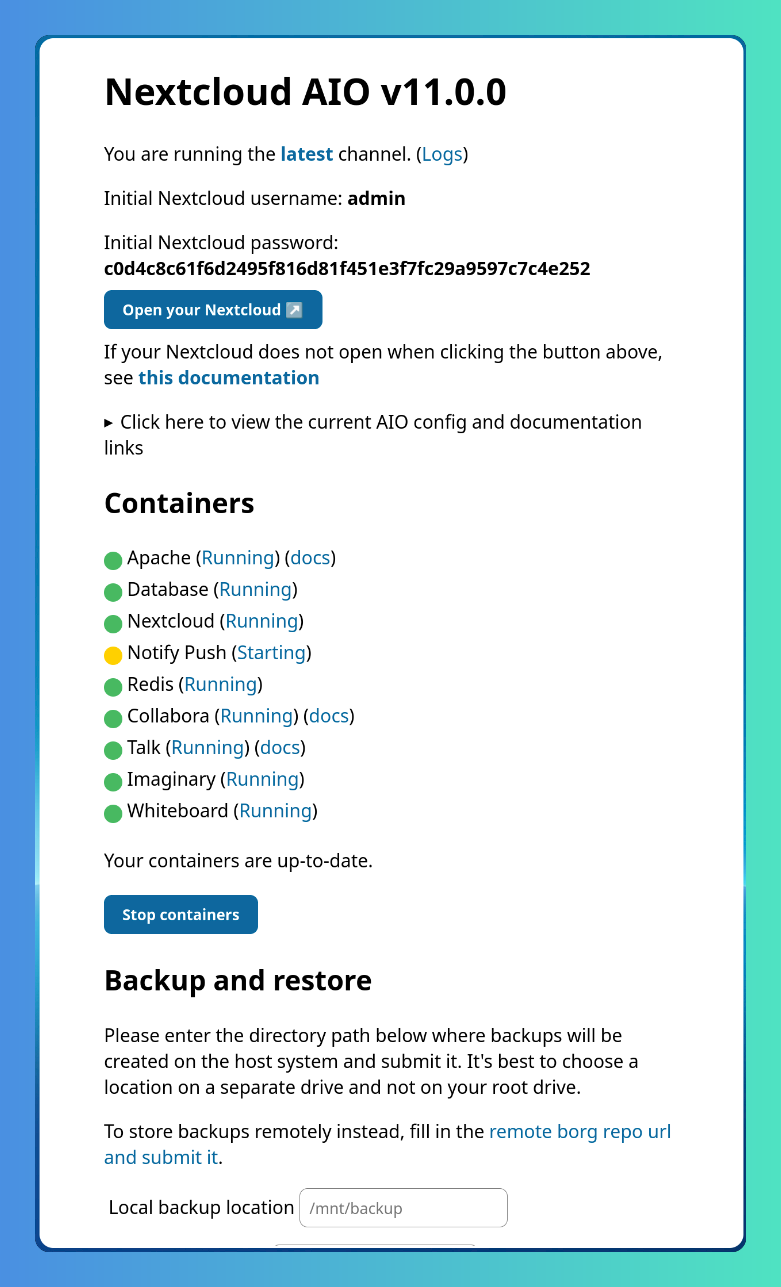 Nextcloud AIO v11.0.0
You are running the latest channel. (Logs)
Initial Nextcloud username: admin
Initial Nextcloud password:
c0d4c8c61f6d2495f816d81f451e3f7fc29a9597c7c4e252
Open your Nextcloud ↗
If your Nextcloud does not open when clicking the button above,
see this documentation
▸ Click here to view the current AIO config and documentation
links
Containers
Apache (Running) (docs)
Database (Running)
Nextcloud (Running)
Notify Push (Starting)
Redis (Running)
Collabora (Running) (docs)
Talk (Running) (docs)
Imaginary (Running)
Whiteboard (Running)
Your containers are up-to-date.
Stop containers
Backup and restore
Please enter the directory path below where backups will be
created on the host system and submit it. It's best to choose a
location on a separate drive and not on your root drive.
To store backups remotely instead, fill in the remote borg repo url
and submit it.
Local backup location /mnt/backup